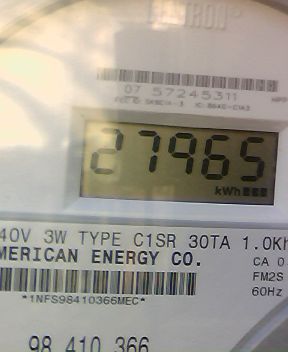 07 57245311
27965
kWh
40V 3W TYPE C1SR 30TA 1.0Kh
MERICAN ENERGY CO.
CA 0
FM2S
*1NFS98410366MEC*
60Hz
98 410 366